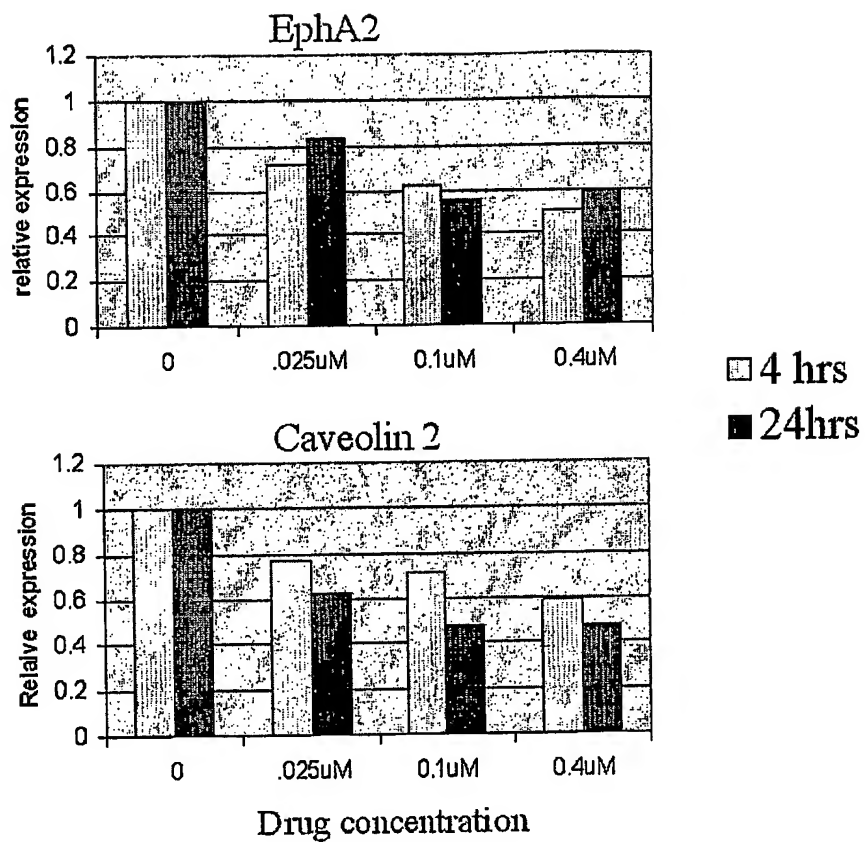 EphA2
relative expression
1.2
1
0.8
0.6
0.4
0.2
0
0 .025uM 0.1uM 0.4uM
4 hrs
24hrs
Caveolin 2
Relalve expression
1.2
1
0.8
0.6
0.4
0.2
0
0 .025uM 0.1uM 0.4uM
Drug concentration